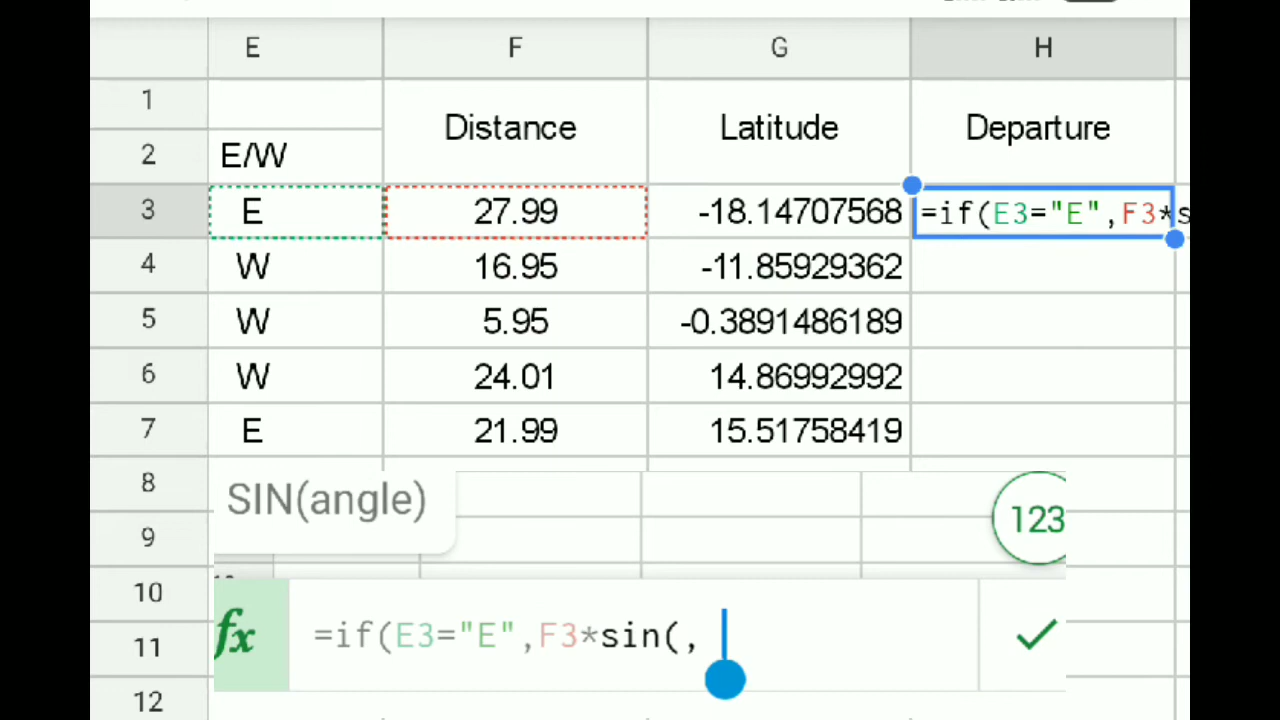 E F G H
1
Distance Latitude Departure
2 E/W
3 E 27.99 -18.14707568 =if(E3="E",F3*s
4 W 16.95 -11.85929362
5 W 5.95 -0.3891486189
6 W 24.01 14.86992992
7 E 21.99 15.51758419
8
SIN(angle)
123
9
10
fx =if(E3="E",F3*sin(,
11
12